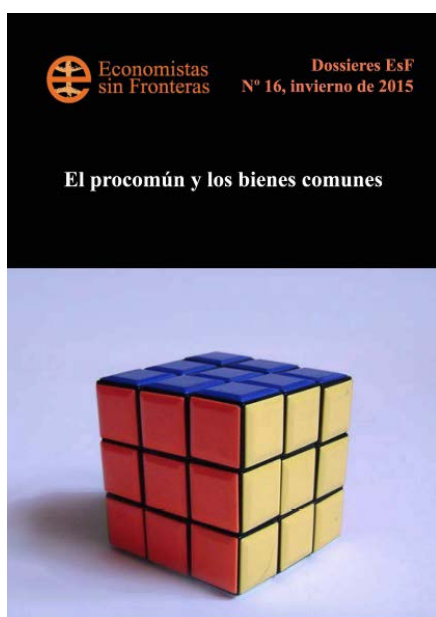 Economistas
sin Fronteras
Dossieres EsF
Nº 16, invierno de 2015
El procomún y los bienes comunes